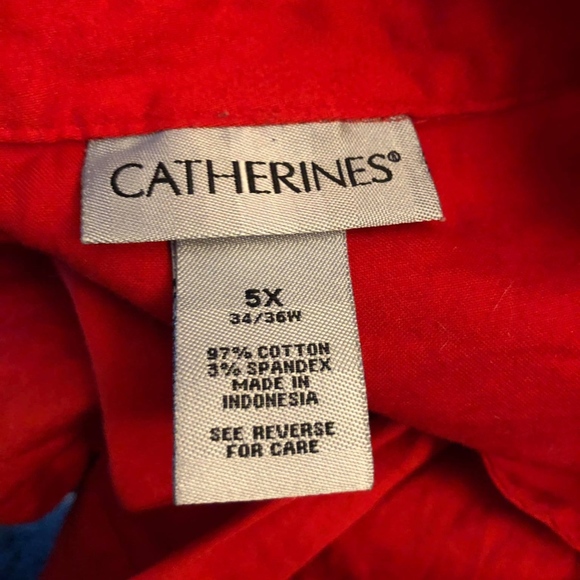 CATHERINES®
5X
34/36W
97% COTTON
3% SPANDEX
MADE IN
INDONESIA
SEE REVERSE
FOR CARE